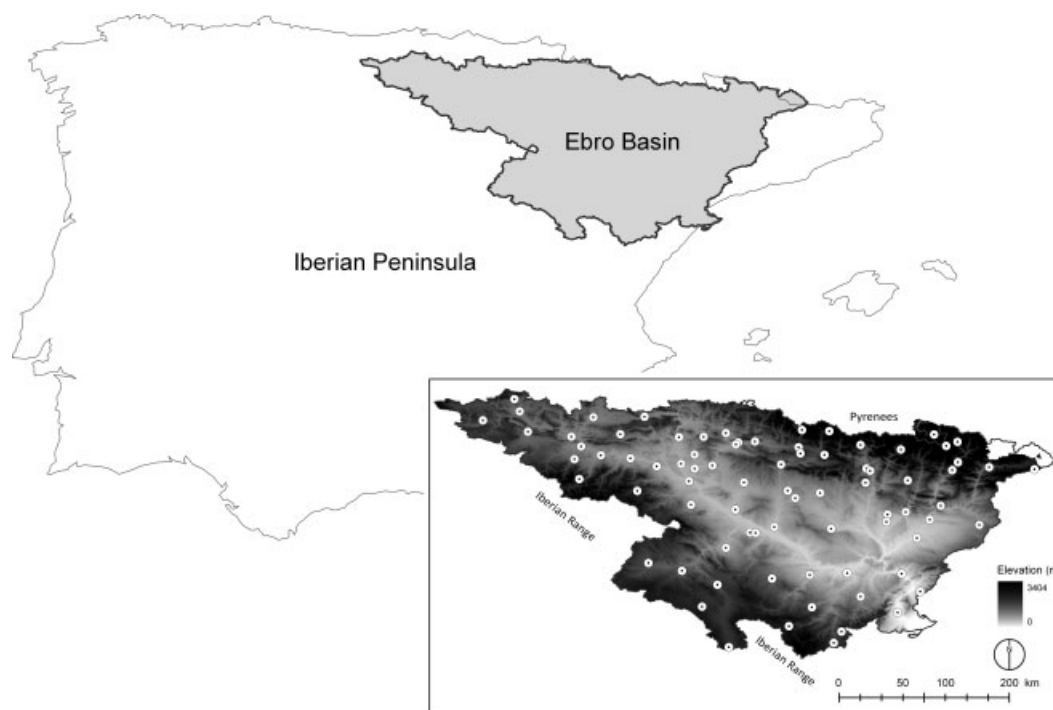 Ebro Basin
Iberian Peninsula
Pyrenees
Iberian Range
Elevation (m
3404
0
N
Iberian Range
0 50 100 200 km